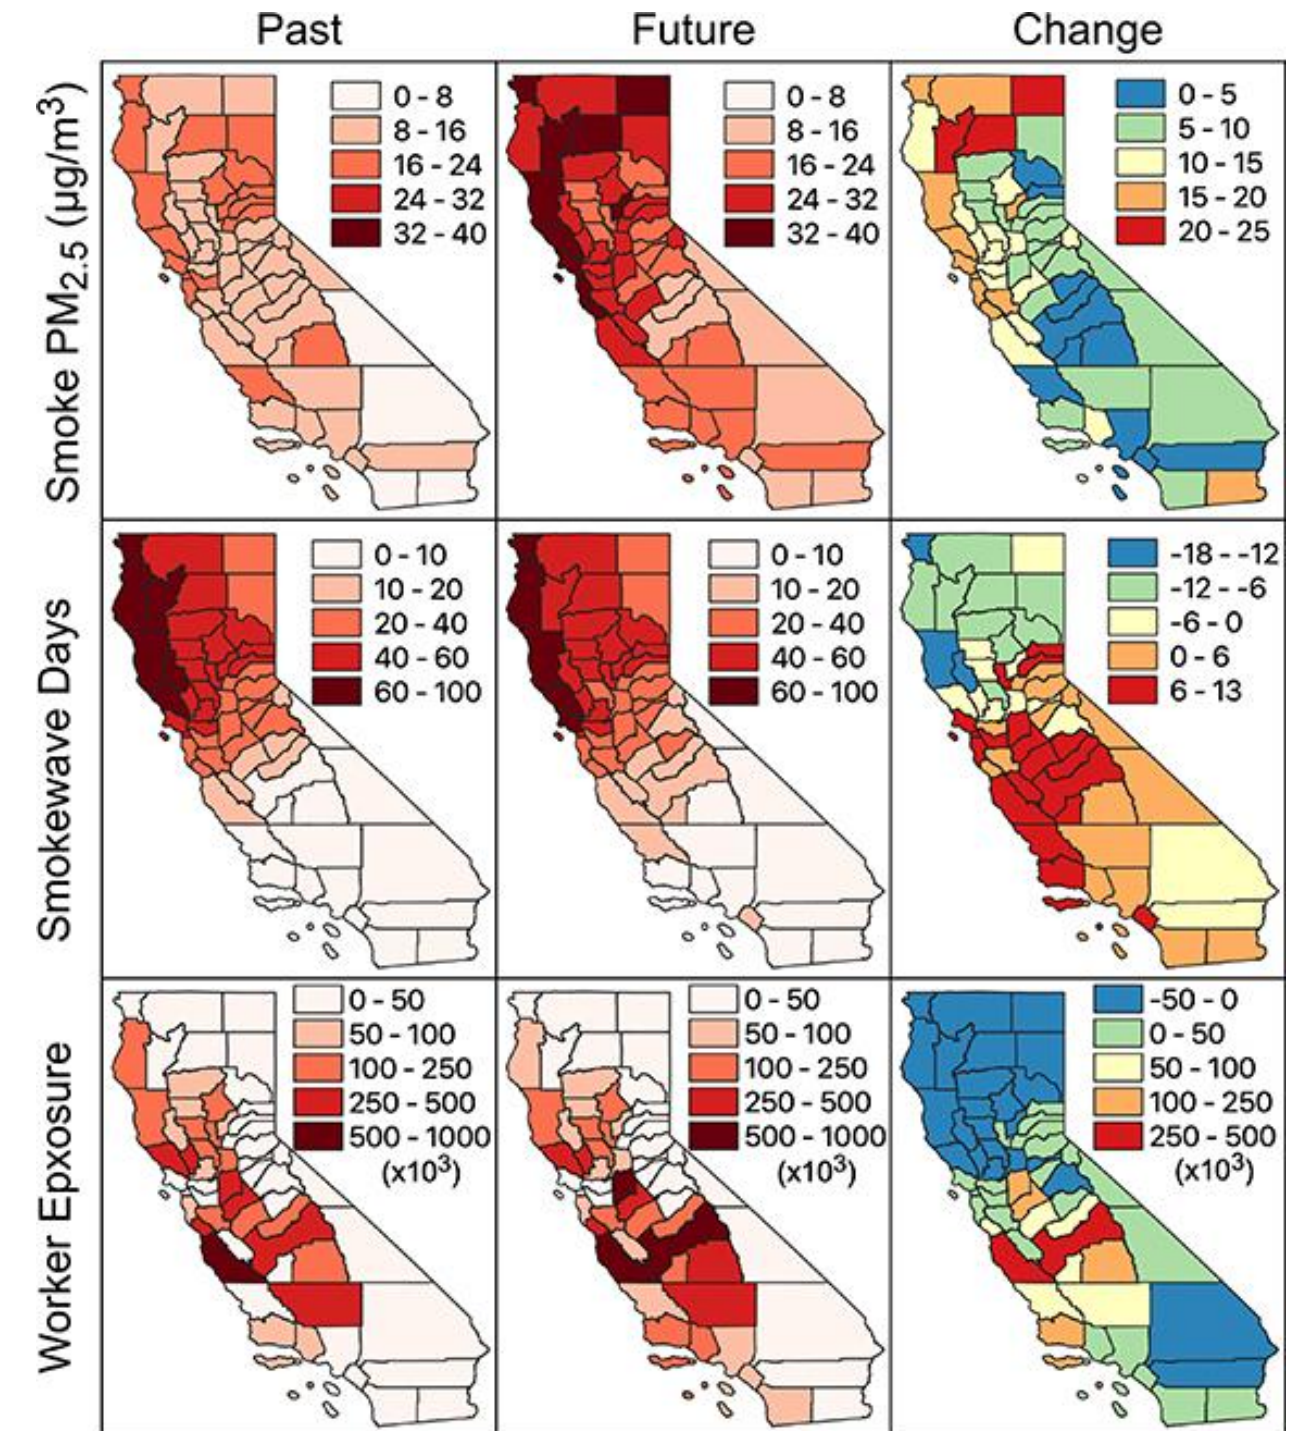 Past Future Change
Smoke PM2.5 (µg/m3)
0 - 8
8 - 16
16 - 24
24 - 32
32 - 40
0 - 8
8 - 16
16 - 24
24 - 32
32 - 40
0 - 5
5 - 10
10 - 15
15 - 20
20 - 25
Smokewave Days
0 - 10
10 - 20
20 - 40
40 - 60
60 - 100
0 - 10
10 - 20
20 - 40
40 - 60
60 - 100
-18 - -12
-12 - -6
-6 - 0
0 - 6
6 - 13
Worker Epxosure
0 - 50
50 - 100
100 - 250
250 - 500
500 - 1000
(x103)
0 - 50
50 - 100
100 - 250
250 - 500
500 - 1000
(x103)
-50 - 0
0 - 50
50 - 100
100 - 250
250 - 500
(x103)